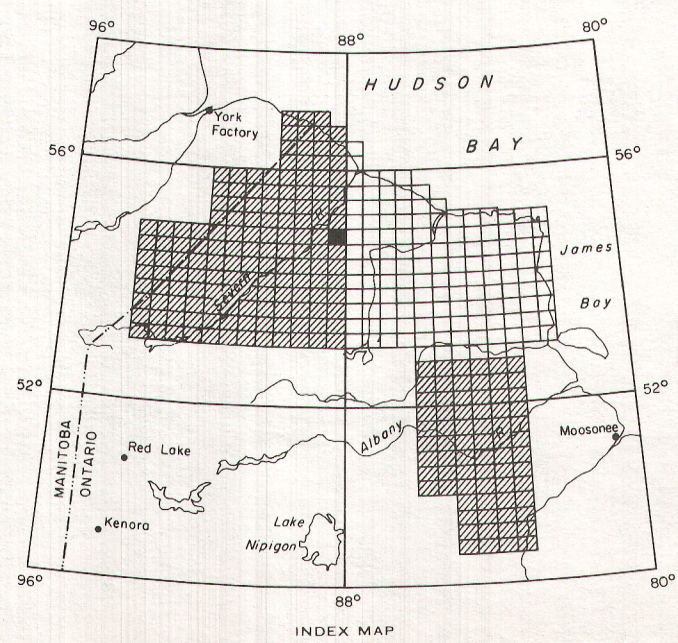 96°
88°
80°
HUDSON
BAY
York
Factory
56°
56°
R.
James
Bay
Severn
52°
52°
MANITOBA
ONTARIO
Red Lake
Albany
R.
Moosonee
Kenora
Lake
Nipigon
96°
88°
80°
INDEX MAP